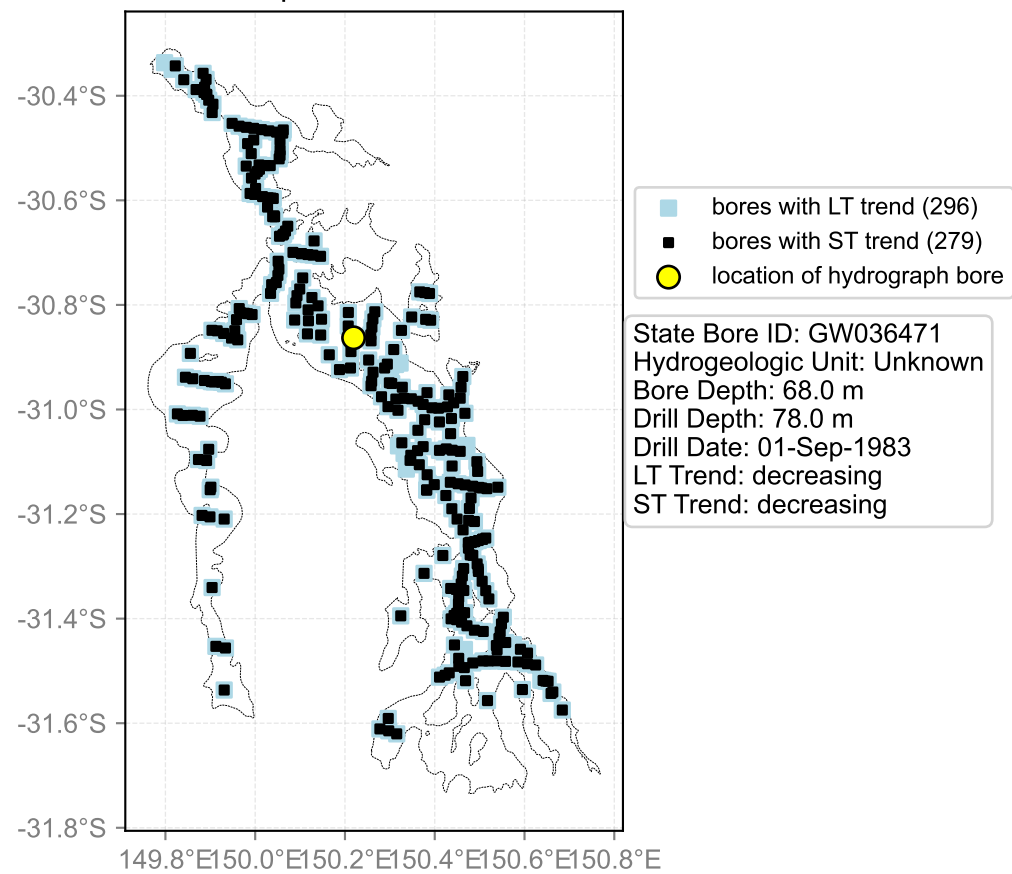 -30.4°S
-30.6°S
-30.8°S
-31.0°S
-31.2°S
-31.4°S
-31.6°S
-31.8°S
149.8°E150.0°E150.2°E150.4°E150.6°E150.8°E
bores with LT trend (296)
bores with ST trend (279)
location of hydrograph bore
State Bore ID: GW036471
Hydrogeologic Unit: Unknown
Bore Depth: 68.0 m
Drill Depth: 78.0 m
Drill Date: 01-Sep-1983
LT Trend: decreasing
ST Trend: decreasing